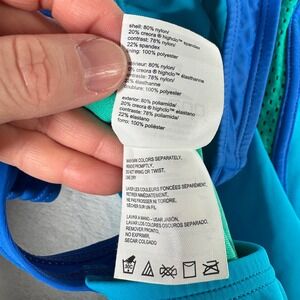 shell: 80% nylon/
20% creora ® highclo™ spandex
contrast: 78% nylon/
22% spandex
lining: 100% polyester
extérieur: 80% nylon/
20% creora ® highclo™ élasthanne
contraste: 78% nylon/
22% élasthanne
doublure: 100% polyester
exterior: 80% poliamida/
20% creora ® highclo™ elastano
contraste: 78% poliamida/
22% elastano
forro: 100% poliéster
WASH DARK COLORS SEPARATELY,
REMOVE PROMPTLY,
DO NOT WRING OR TWIST,
DRY
LAVER LES COULEURS FONCÉES SÉPARÉMENT,
RETIRER IMMÉDIATEMENT,
NE PAS TORDRE,
SÉCHER SUR UN FIL
LAVAR A MANO - USAR JABÓN,
LAVAR COLORES OSCUROS SEPARADO,
REMOVER PRONTO,
NO EXPRIMIR,
SECAR COLGADO